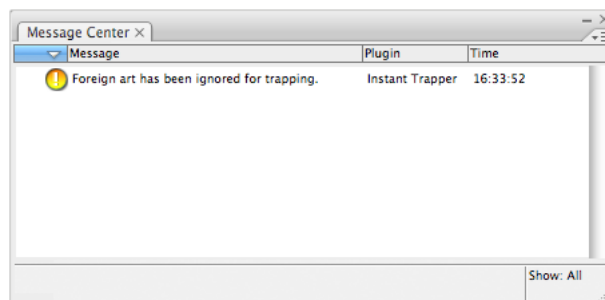 Message Center
Message Plugin Time
Foreign art has been ignored for trapping. Instant Trapper 16:33:52
Show: All